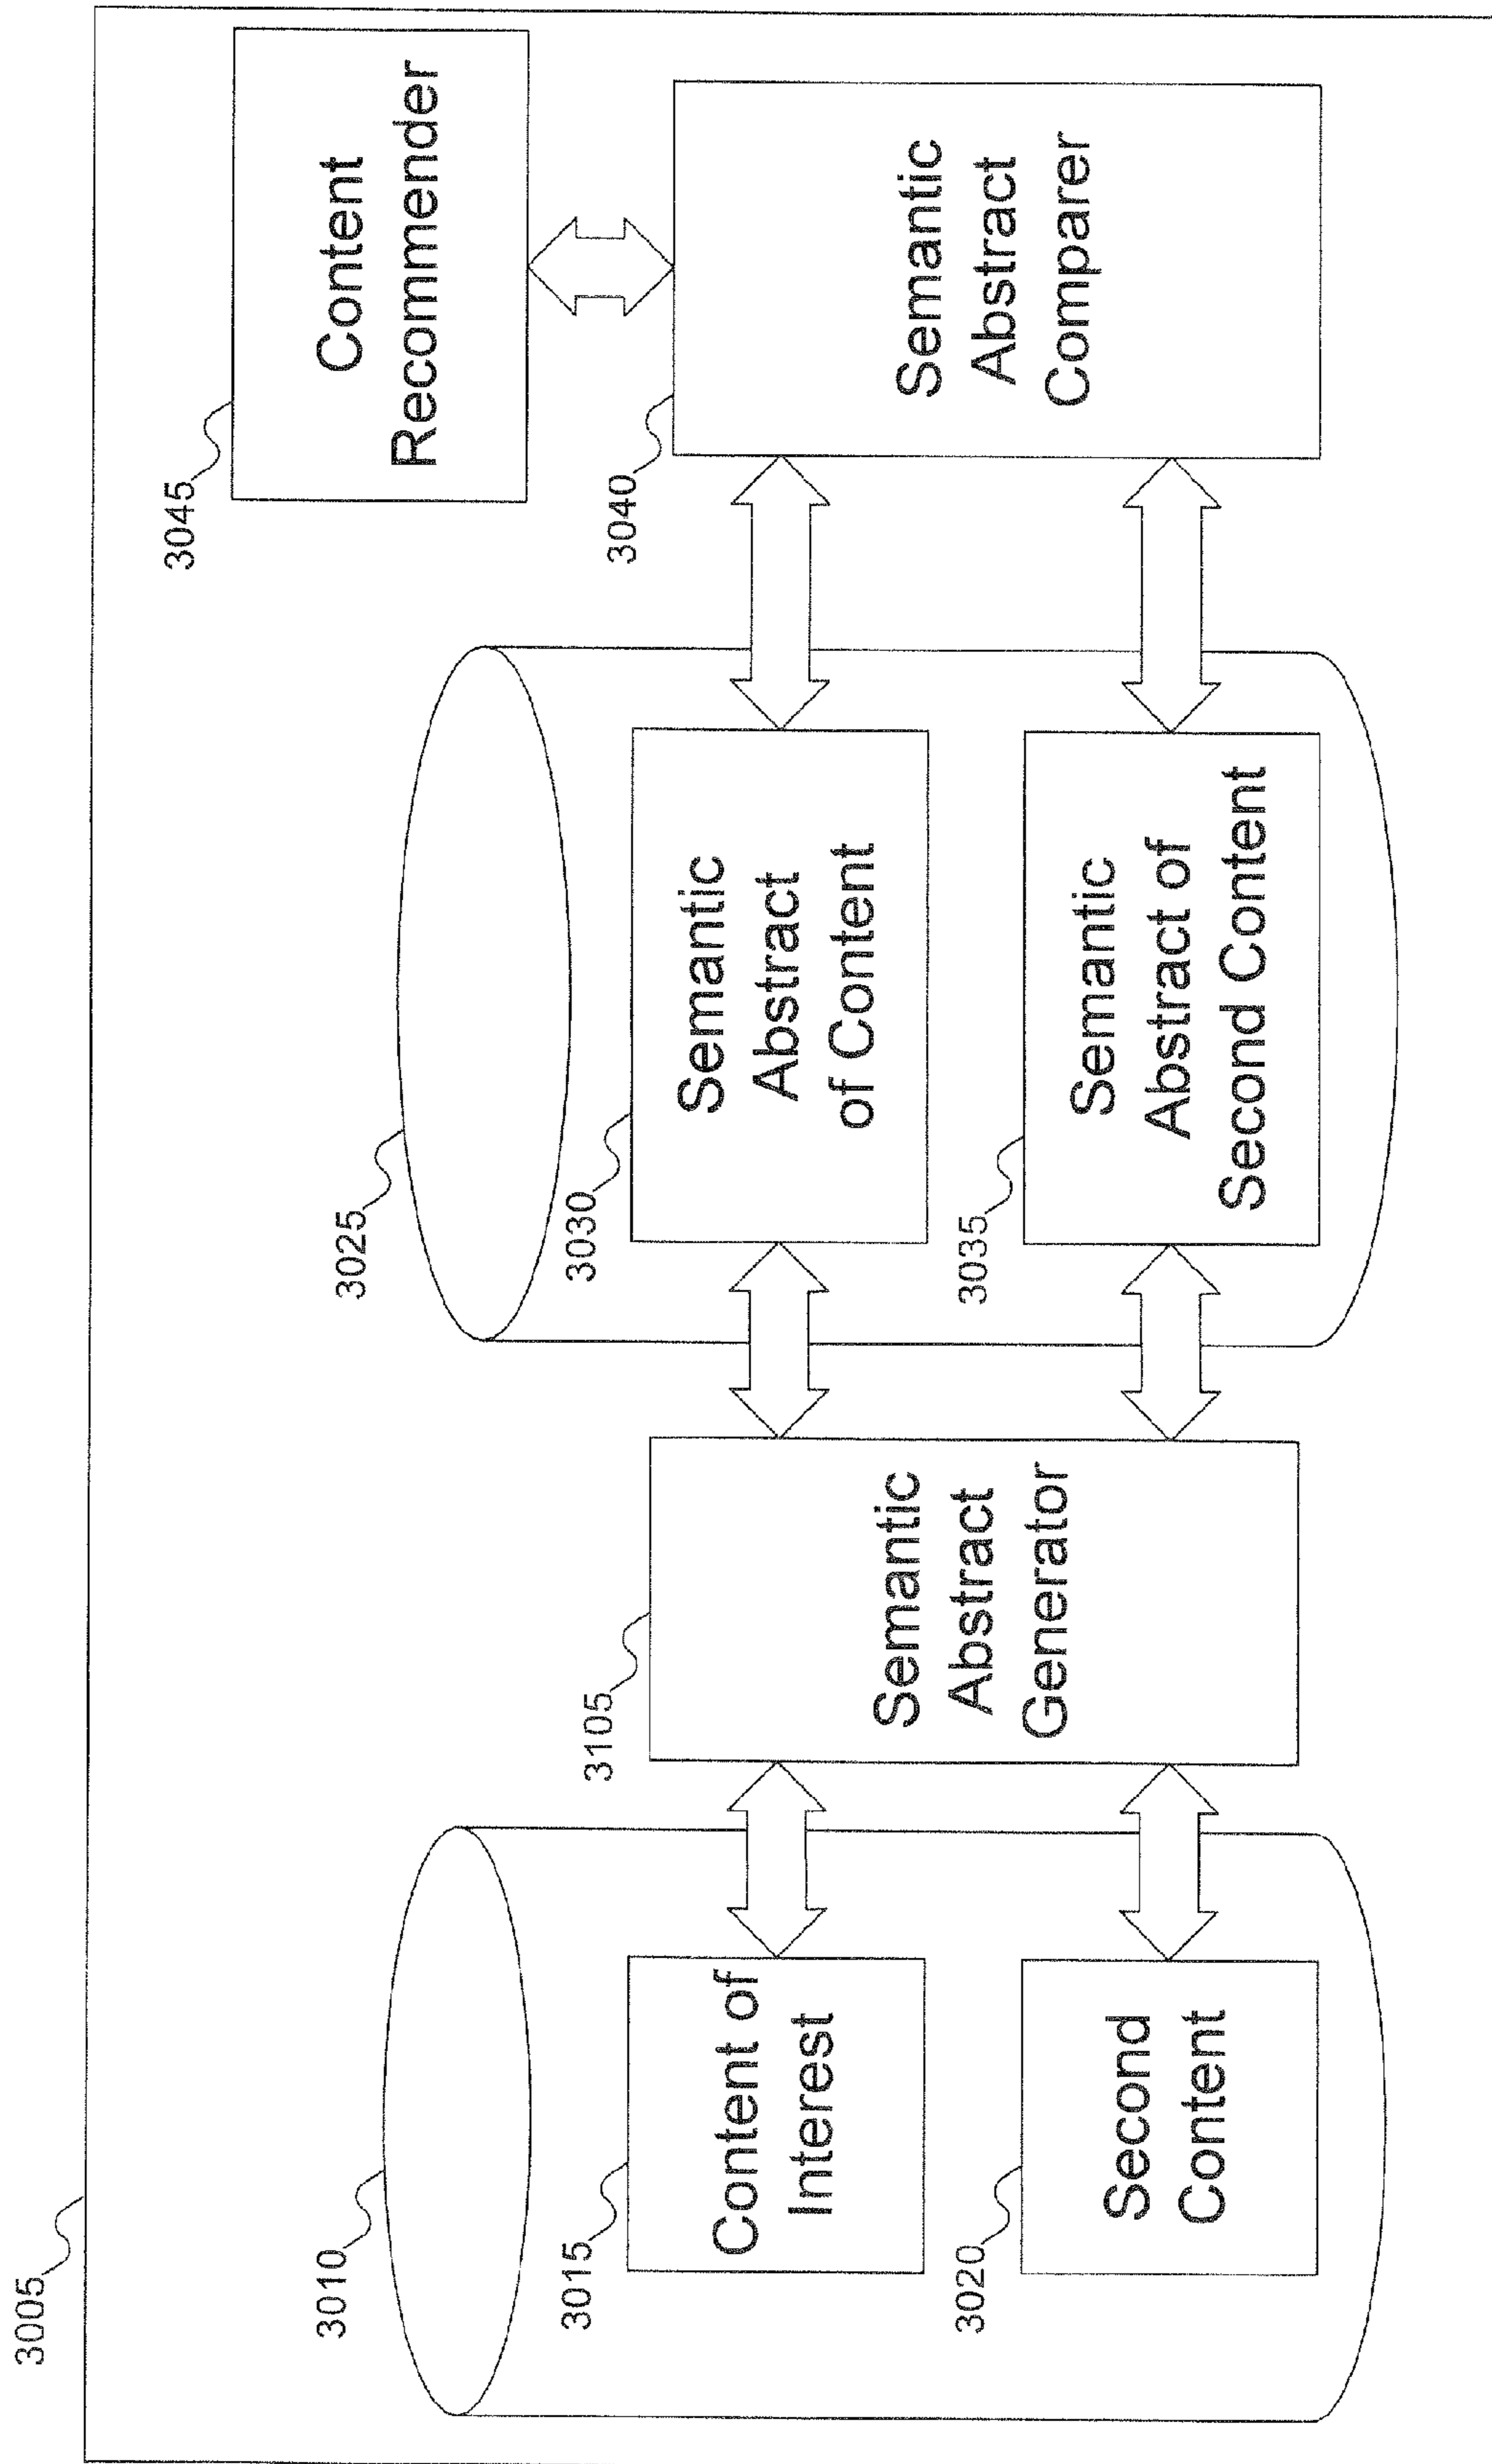 3005
3010
3015
Content of
Interest
3020
Second
Content
3105
Semantic
Abstract
Generator
3025
3030
Semantic
Abstract
of Content
3035
Semantic
Abstract of
Second Content
3045
Content
Recommender
3040
Semantic
Abstract
Comparer